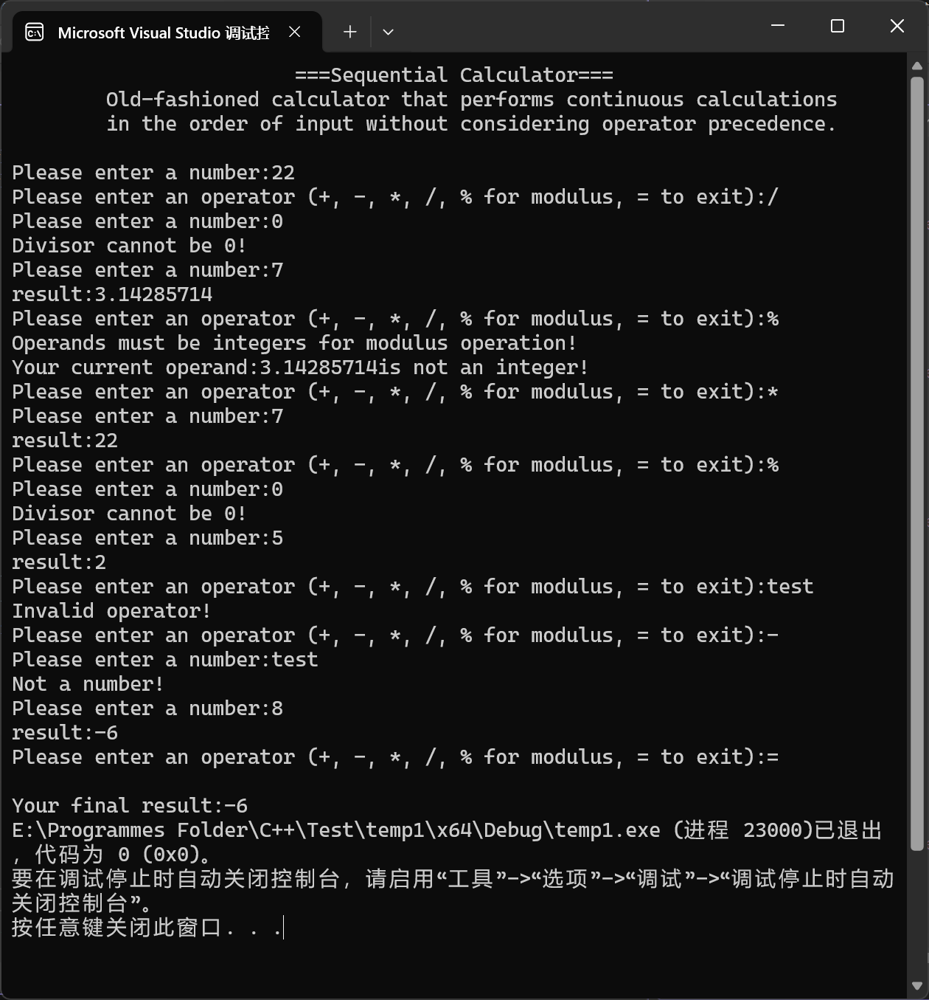 Microsoft Visual Studio 调试控
===Sequential Calculator===
Old-fashioned calculator that performs continuous calculations
in the order of input without considering operator precedence.
Please enter a number:22
Please enter an operator (+, -, *, /, % for modulus, = to exit):/
Please enter a number:0
Divisor cannot be 0!
Please enter a number:7
result:3.14285714
Please enter an operator (+, -, *, /, % for modulus, = to exit):%
Operands must be integers for modulus operation!
Your current operand:3.14285714is not an integer!
Please enter an operator (+, -, *, /, % for modulus, = to exit):*
Please enter a number:7
result:22
Please enter an operator (+, -, *, /, % for modulus, = to exit):%
Please enter a number:0
Divisor cannot be 0!
Please enter a number:5
result:2
Please enter an operator (+, -, *, /, % for modulus, = to exit):test
Invalid operator!
Please enter an operator (+, -, *, /, % for modulus, = to exit):-
Please enter a number:test
Not a number!
Please enter a number:8
result:-6
Please enter an operator (+, -, *, /, % for modulus, = to exit):=
Your final result:-6
E:\Programmes Folder\C++\Test\temp1\x64\Debug\temp1.exe (进程 23000)已退出
，代码为 0 (0x0)。
要在调试停止时自动关闭控制台，请启用“工具”->“选项”->“调试”->“调试停止时自动
关闭控制台”。
按任意键关闭此窗口. . .